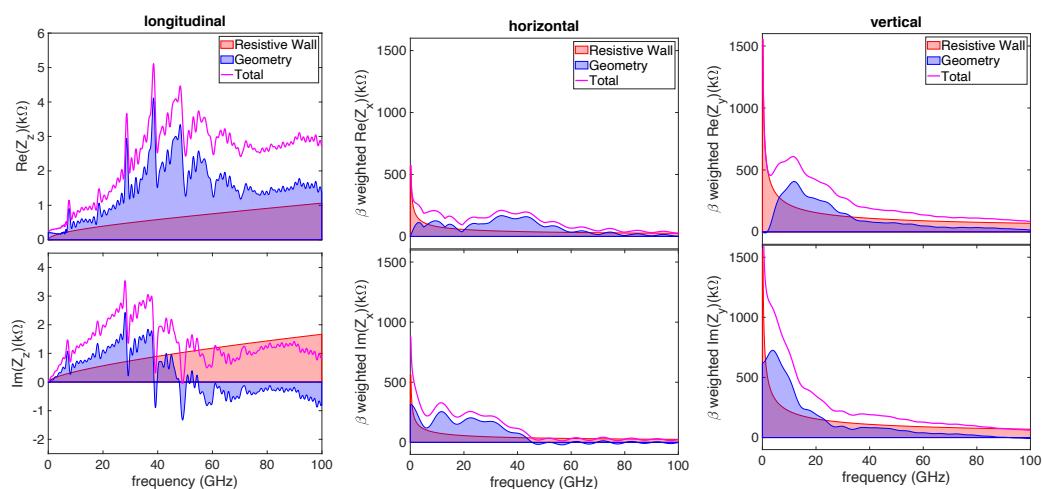 longitudinal
6
5
4
3
2
1
0
Re(Z_z)(kΩ)
Resistive Wall
Geometry
Total
4
3
2
1
0
-1
-2
Im(Z_z)(kΩ)
0 20 40 60 80 100
frequency (GHz)
horizontal
1500
1000
500
0
β weighted Re(Z_x)(kΩ)
Resistive Wall
Geometry
Total
1500
1000
500
0
β weighted Im(Z_x)(kΩ)
0 20 40 60 80 100
frequency (GHz)
vertical
1500
1000
500
0
β weighted Re(Z_y)(kΩ)
Resistive Wall
Geometry
Total
1500
1000
500
0
β weighted Im(Z_y)(kΩ)
0 20 40 60 80 100
frequency (GHz)